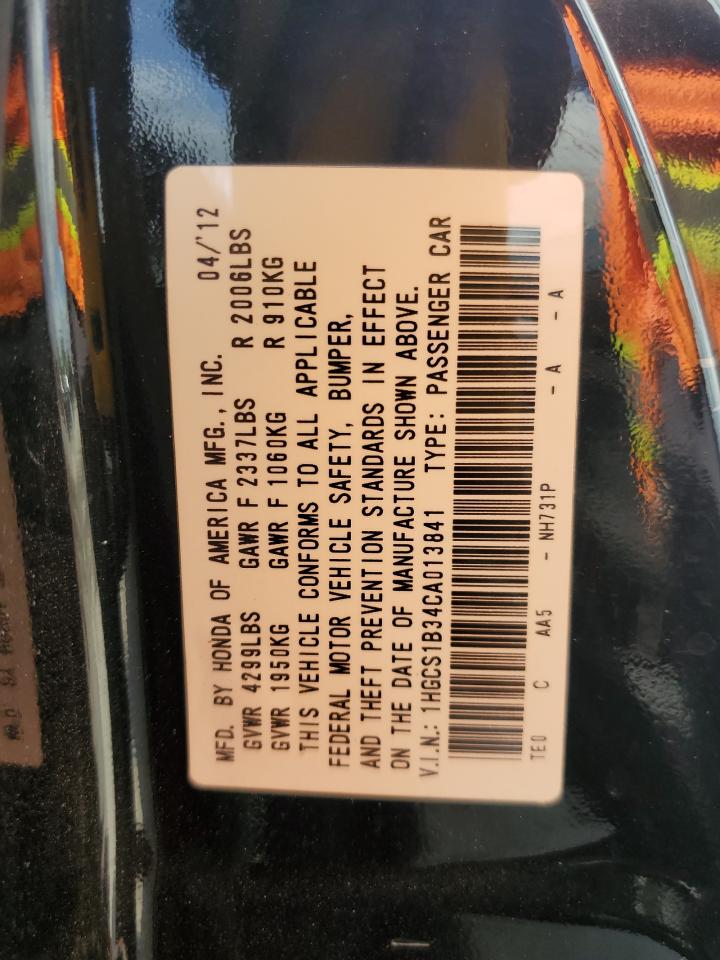 MFD. BY HONDA OF AMERICA MFG., INC. 04/'12
GVWR 4299LBS GAWR F 2337LBS R 2006LBS
GVWR 1950KG GAWR F 1060KG R 910KG
THIS VEHICLE CONFORMS TO ALL APPLICABLE
FEDERAL MOTOR VEHICLE SAFETY, BUMPER,
AND THEFT PREVENTION STANDARDS IN EFFECT
ON THE DATE OF MANUFACTURE SHOWN ABOVE.
V.I.N.: 1HGCS1B34CA013841 TYPE: PASSENGER CAR
TE0 C AA5 - NH731P - A - A